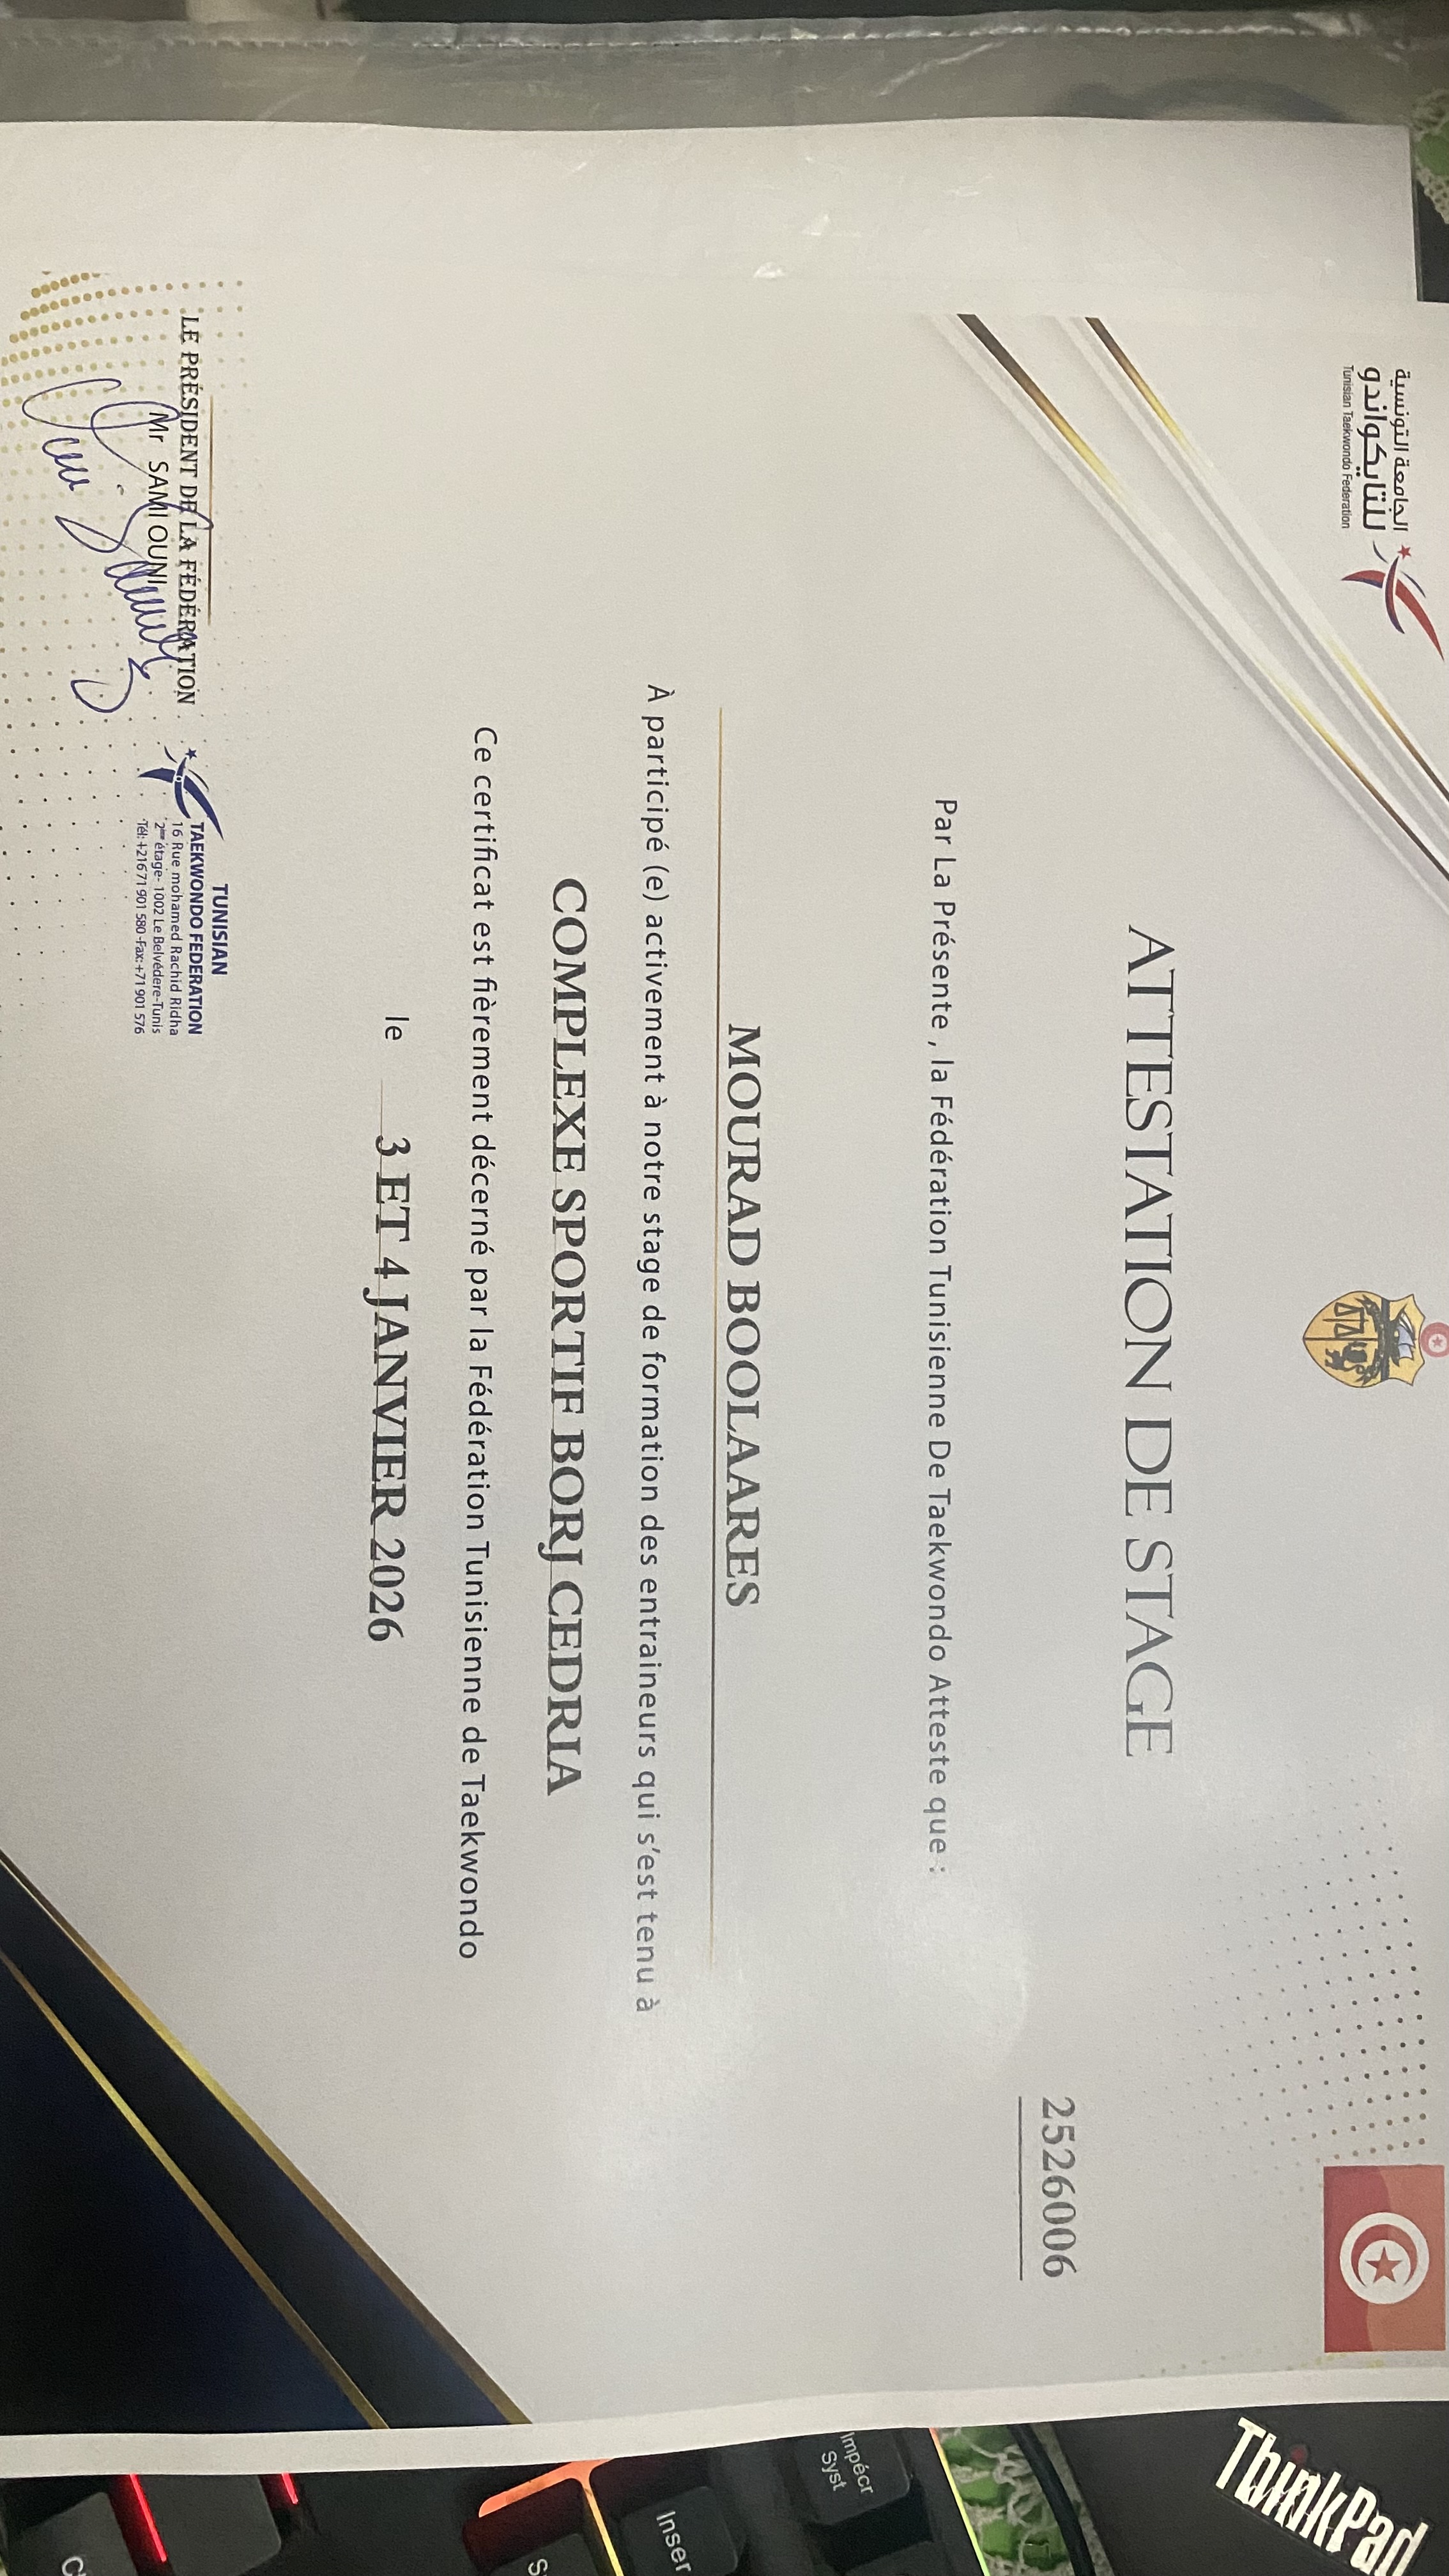 الجامعة التونسية
للتايكواندو
Tunisian Taekwondo Federation
ATTESTATION DE STAGE
2526006
Par La Présente , la Fédération Tunisienne De Taekwondo Atteste que :
MOURAD BOOLAARES
À participé (e) activement à notre stage de formation des entraineurs qui s'est tenu à
COMPLEXE SPORTIF BORJ CEDRIA
Ce certificat est fièrement décerné par la Fédération Tunisienne de Taekwondo
le 3 ET 4 JANVIER 2026
LE PRÉSIDENT DE LA FÉDÉRATION
Mr SAMI OUNI
TUNISIAN
TAEKWONDO FEDERATION
16 Rue mohamed Rachid Ridha
2ème étage- 1002 Le Belvédere-Tunis
Tél: +216 71 901 580 -Fax: +71 901 576
ThinkPad
Impécr
Syst
Inser